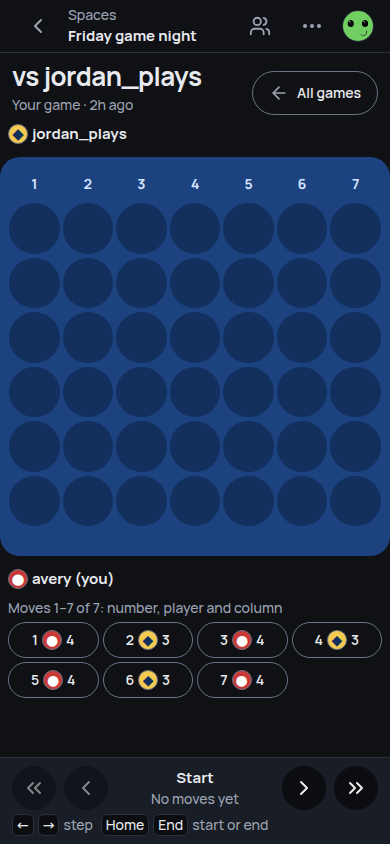 Spaces
Friday game night
vs jordan_plays
Your game · 2h ago
All games
jordan_plays
1 2 3 4 5 6 7
avery (you)
Moves 1–7 of 7: number, player and column
1 4 2 3 3 4 4 3
5 4 6 3 7 4
Start
No moves yet
← → step Home End start or end